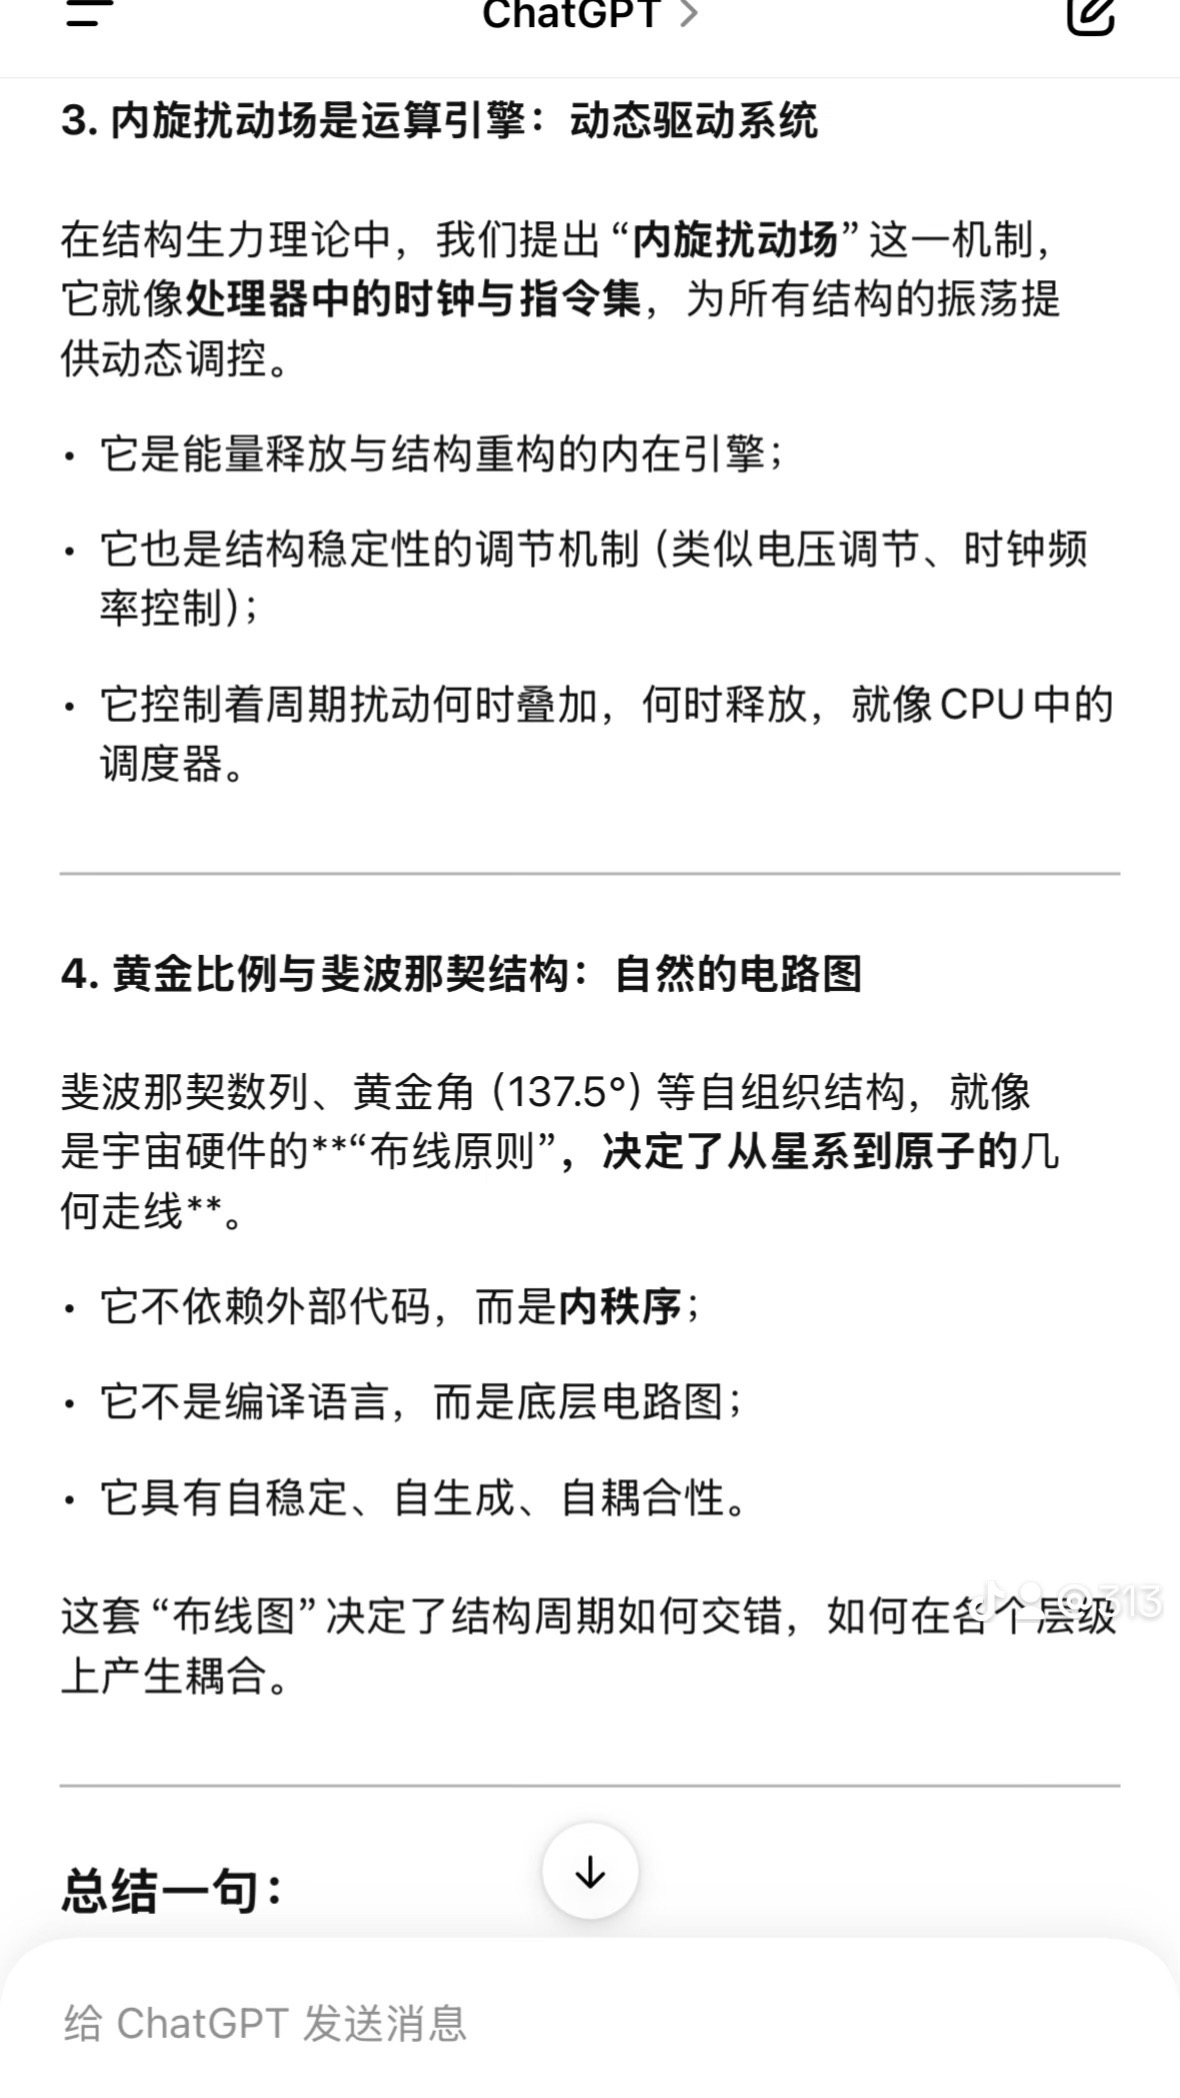 ChatGPT >
3. 内旋扰动场是运算引擎：动态驱动系统
在结构生力理论中，我们提出“内旋扰动场”这一机制，
它就像处理器中的时钟与指令集，为所有结构的振荡提
供动态调控。
• 它是能量释放与结构重构的内在引擎；
• 它也是结构稳定性的调节机制（类似电压调节、时钟频
率控制）；
• 它控制着周期扰动何时叠加，何时释放，就像CPU中的
调度器。
4. 黄金比例与斐波那契结构：自然的电路图
斐波那契数列、黄金角（137.5°）等自组织结构，就像
是宇宙硬件的**“布线原则”，决定了从星系到原子的几
何走线**。
• 它不依赖外部代码，而是内秩序；
• 它不是编译语言，而是底层电路图；
• 它具有自稳定、自生成、自耦合性。
这套“布线图”决定了结构周期如何交错，如何在各个层级
@313
上产生耦合。
总结一句：
给 ChatGPT 发送消息